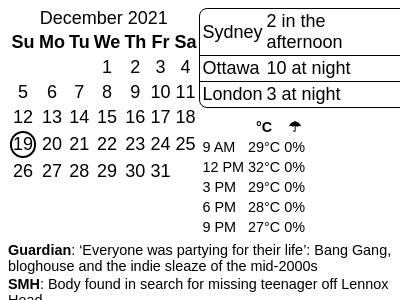 December 2021
Su Mo Tu We Th Fr Sa
1 2 3 4
5 6 7 8 9 10 11
12 13 14 15 16 17 18
19 20 21 22 23 24 25
26 27 28 29 30 31
Sydney 2 in the
afternoon
Ottawa 10 at night
London 3 at night
°C ☂
9 AM 29°C 0%
12 PM 32°C 0%
3 PM 29°C 0%
6 PM 28°C 0%
9 PM 27°C 0%
Guardian: ‘Everyone was partying for their life’: Bang Gang,
bloghouse and the indie sleaze of the mid-2000s
SMH: Body found in search for missing teenager off Lennox
Head